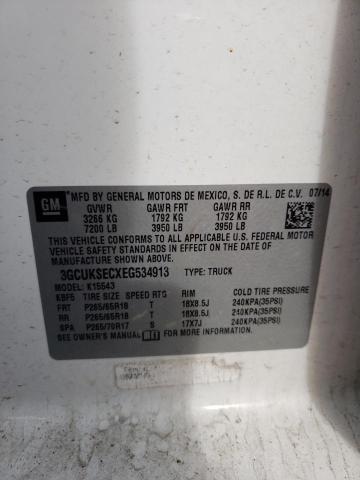 GM
MFD BY GENERAL MOTORS DE MEXICO, S. DE R.L. DE C.V. 07/14
GVWR GAWR FRT GAWR RR
3266 KG 1792 KG 1792 KG
7200 LB 3950 LB 3950 LB
THIS VEHICLE CONFORMS TO ALL APPLICABLE U.S. FEDERAL MOTOR
VEHICLE SAFETY STANDARDS IN EFFECT ON THE DATE OF
MANUFACTURE SHOWN ABOVE.
3GCUKSECXEG534913 TYPE: TRUCK
MODEL: K15543
KBF5 TIRE SIZE SPEED RTG RIM COLD TIRE PRESSURE
FRT P265/65R18 T 18X8.5J 240KPA(35PSI)
RR P265/65R18 T 18X8.5J 240KPA(35PSI)
SPA P265/70R17 S 17X7J 240KPA(35PSI)
SEE OWNER'S MANUAL FOR MORE INFORMATION.